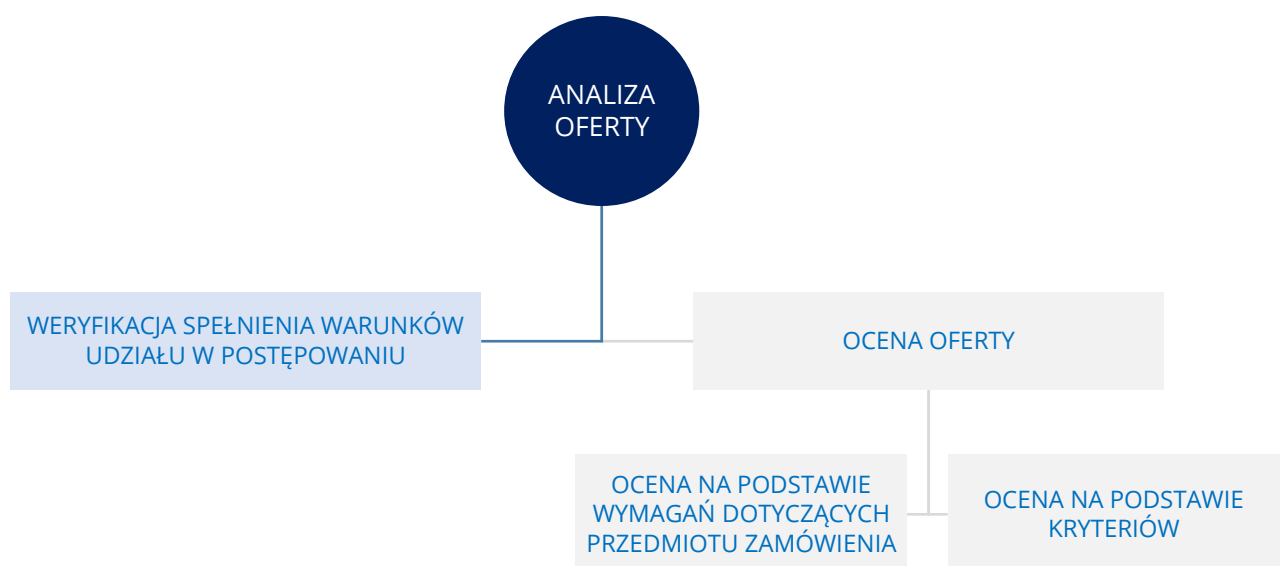 ANALIZA
OFERTY
WERYFIKACJA SPEŁNIENIA WARUNKÓW
UDZIAŁU W POSTĘPOWANIU
OCENA OFERTY
OCENA NA PODSTAWIE
WYMAGAŃ DOTYCZĄCYCH
PRZEDMIOTU ZAMÓWIENIA
OCENA NA PODSTAWIE
KRYTERIÓW